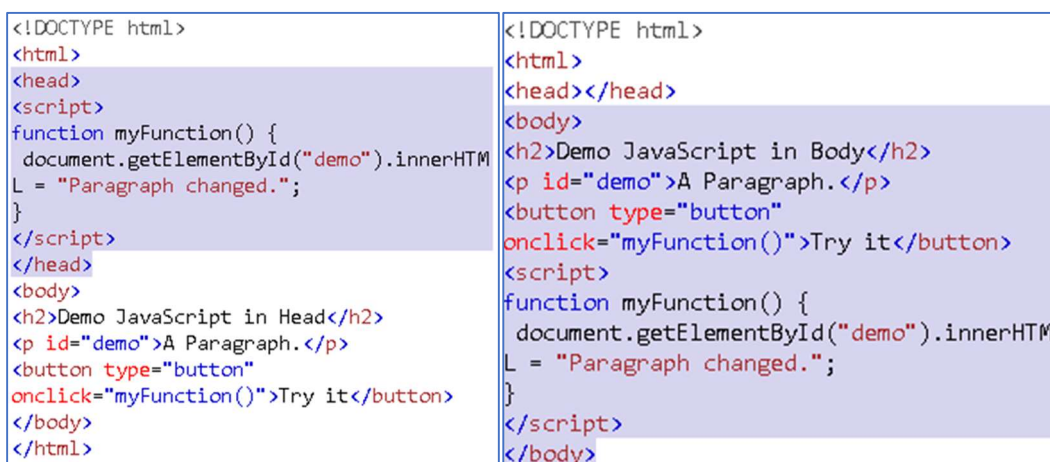 <!DOCTYPE html>
<html>
<head>
<script>
function myFunction() {
 document.getElementById("demo").innerHTM
L = "Paragraph changed.";
}
</script>
</head>
<body>
<h2>Demo JavaScript in Head</h2>
<p id="demo">A Paragraph.</p>
<button type="button"
onclick="myFunction()">Try it</button>
</body>
</html>
<!DOCTYPE html>
<html>
<head></head>
<body>
<h2>Demo JavaScript in Body</h2>
<p id="demo">A Paragraph.</p>
<button type="button"
onclick="myFunction()">Try it</button>
<script>
function myFunction() {
 document.getElementById("demo").innerHTM
L = "Paragraph changed.";
}
</script>
</body>